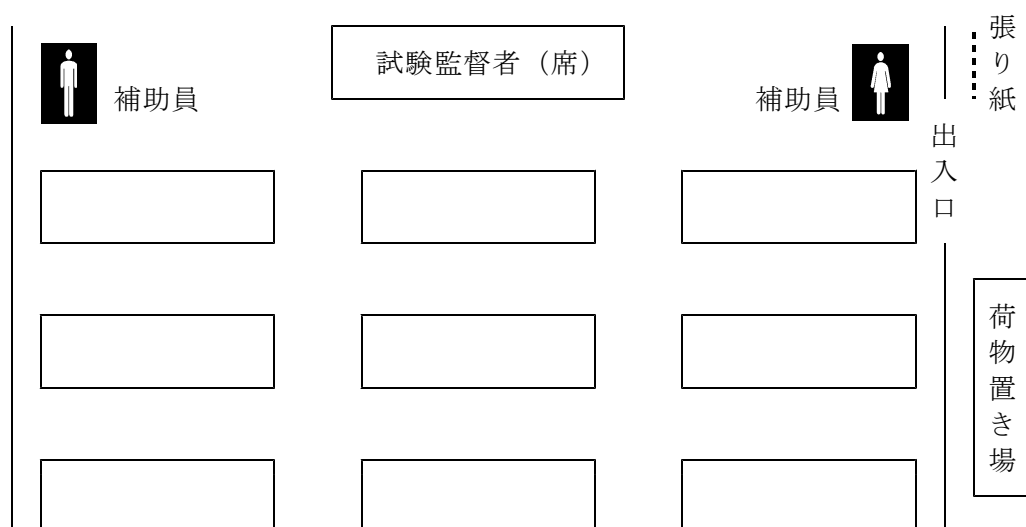 試験監督者（席）
補助員
補助員
張り紙
出入口
荷物置き場